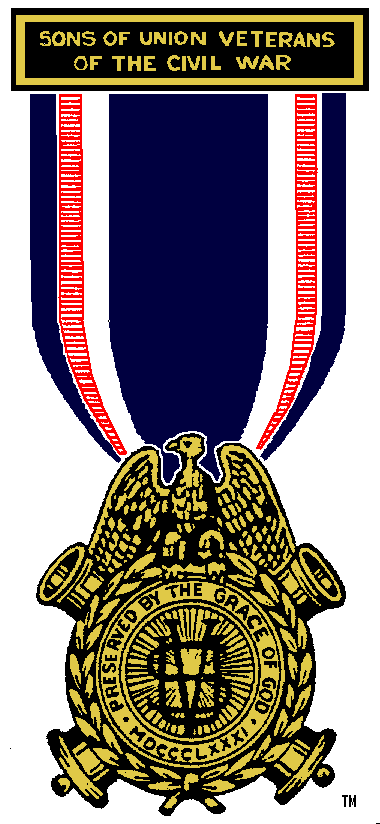 SONS OF UNION VETERANS
OF THE CIVIL WAR
PRESERVED BY THE GRACE OF GOD
· MDCCCLXXXI ·
TM